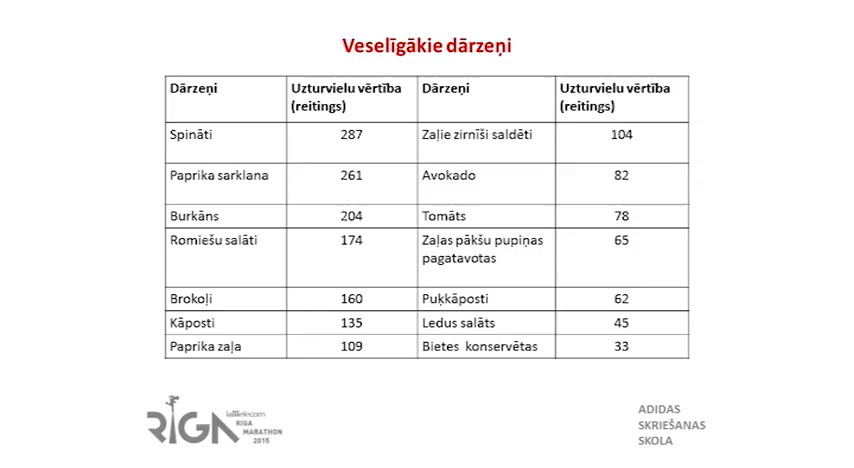 Veselīgākie dārzeņi
Dārzeņi Uzturvielu vērtība (reitings) Dārzeņi Uzturvielu vērtība (reitings)
Spināti 287 Zaļie zirnīši saldēti 104
Paprika sarklana 261 Avokado 82
Burkāns 204 Tomāts 78
Romiešu salāti 174 Zaļas pākšu pupiņas pagatavotas 65
Brokoļi 160 Puķkāposti 62
Kāposti 135 Ledus salāts 45
Paprika zaļa 109 Bietes konservētas 33
lattelecom
RIGA
RIGA
MARATHON
2015
ADIDAS
SKRIEŠANAS
SKOLA